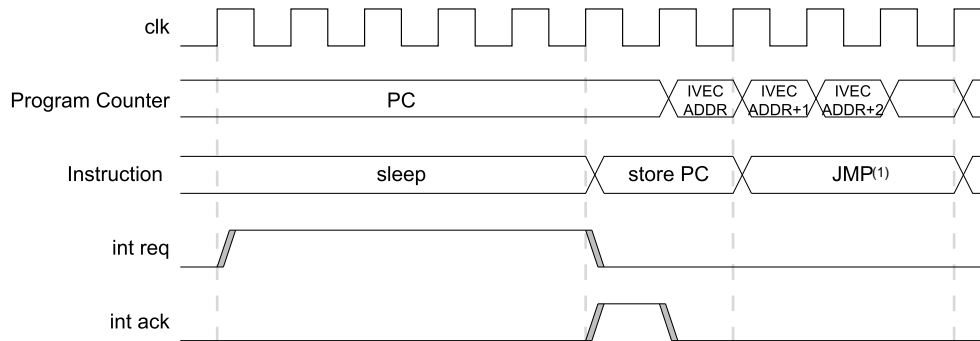 clk
Program Counter
PC
IVEC
ADDR
IVEC
ADDR+1
IVEC
ADDR+2
Instruction
sleep
store PC
JMP(1)
int req
int ack